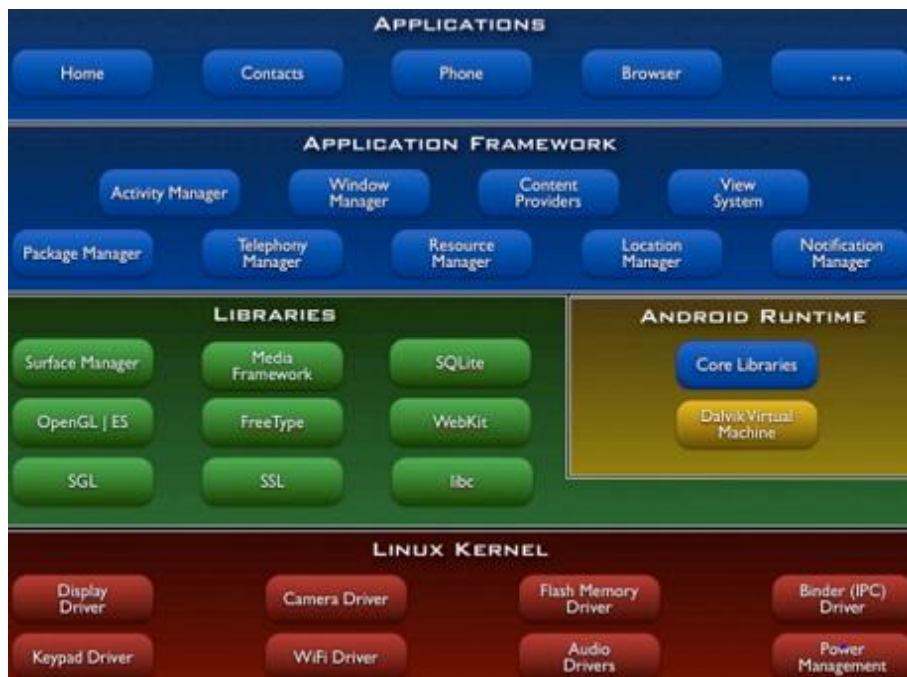 APPLICATIONS
Home Contacts Phone Browser ...
APPLICATION FRAMEWORK
Activity Manager
Window
Manager
Content
Providers
View
System
Package Manager
Telephony
Manager
Resource
Manager
Location
Manager
Notification
Manager
LIBRARIES
Surface Manager
Media
Framework
SQLite
OpenGL | ES
FreeType
WebKit
SGL
SSL
libc
ANDROID RUNTIME
Core Libraries
Dalvik Virtual
Machine
LINUX KERNEL
Display
Driver
Camera Driver
Flash Memory
Driver
Binder (IPC)
Driver
Keypad Driver
WiFi Driver
Audio
Drivers
Power
Management